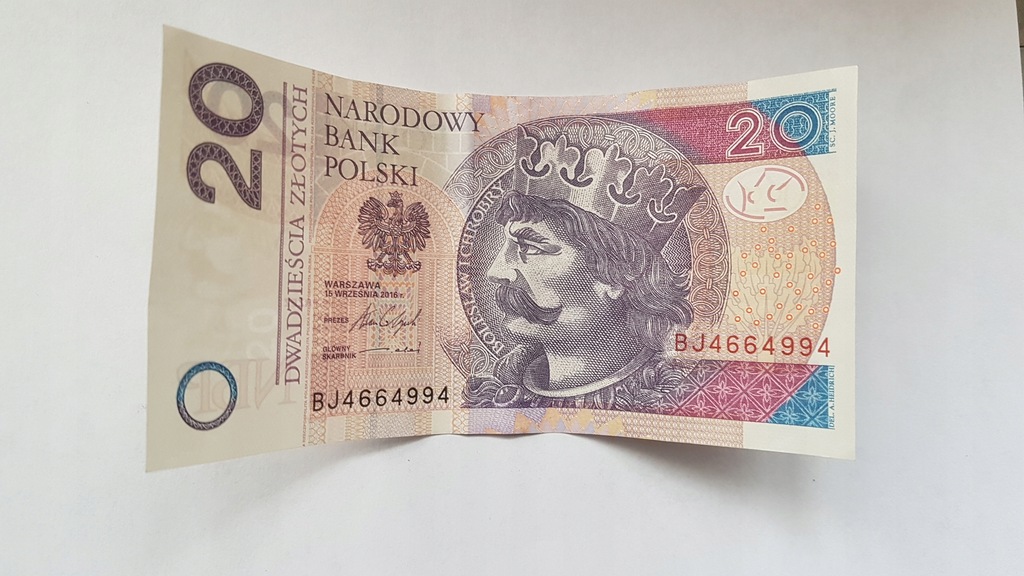 20
DWADZIEŚCIA ZŁOTYCH
NARODOWY
BANK
POLSKI
WARSZAWA
15 WRZEŚNIA 2016 r.
PREZES
GŁÓWNY
SKARBNIK
BJ4664994
BOLESŁAW I CHROBRY
20
SC. J. MOORE
BJ4664994
DEL. A. HEIDRICH